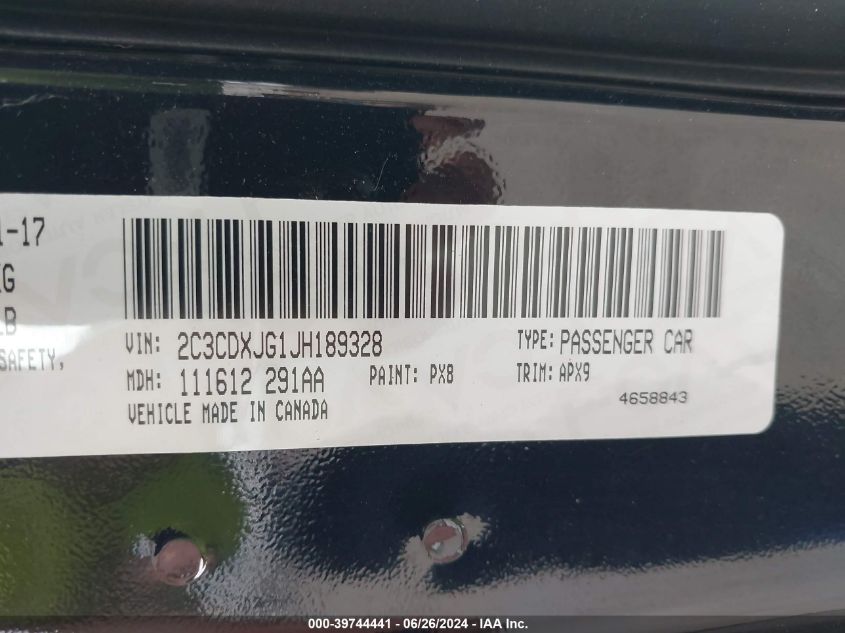 1-17
KG
LB
SAFETY,
VIN: 2C3CDXJG1JH189328 TYPE: PASSENGER CAR
MDH: 111612 291AA PAINT: PX8 TRIM: APX9
VEHICLE MADE IN CANADA 4658843
000-39744441 - 06/26/2024 - IAA Inc.